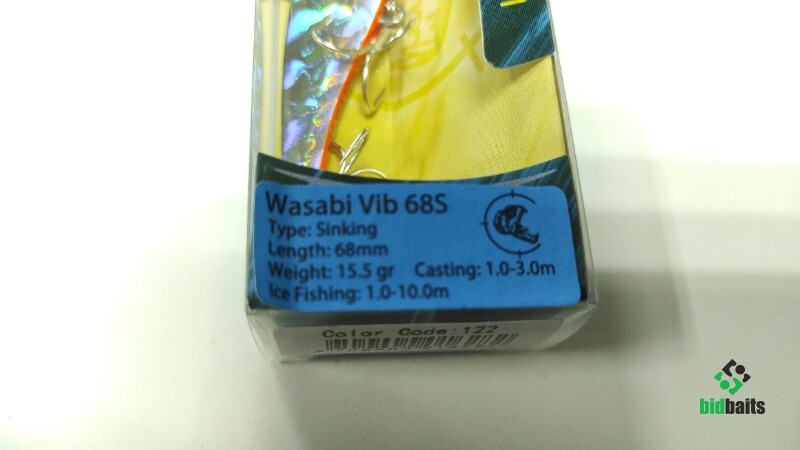 Wasabi Vib 68S
Type: Sinking
Length: 68mm
Weight: 15.5 gr Casting: 1.0-3.0m
Ice Fishing: 1.0-10.0m
Color Code:122
bidbaits